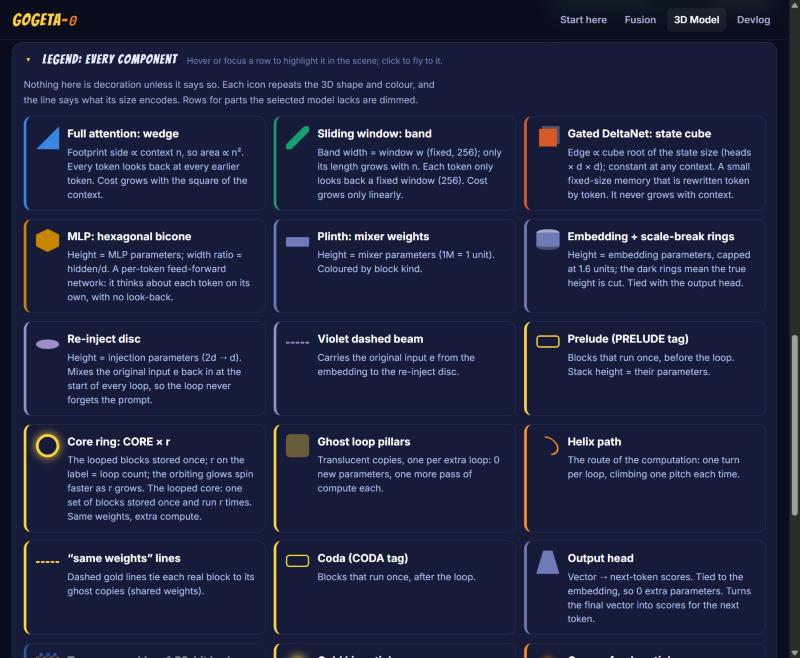 GOGETA-0
Start here
Fusion
3D Model
Devlog
LEGEND: EVERY COMPONENT
Hover or focus a row to highlight it in the scene; click to fly to it.
Nothing here is decoration unless it says so. Each icon repeats the 3D shape and colour, and
the line says what its size encodes. Rows for parts the selected model lacks are dimmed.
Full attention: wedge
Footprint side ∝ context n, so area ∝ n².
Every token looks back at every earlier
token. Cost grows with the square of the
context.
Sliding window: band
Band width = window w (fixed, 256); only
its length grows with n. Each token only
looks back a fixed window (256). Cost
grows only linearly.
Gated DeltaNet: state cube
Edge ∝ cube root of the state size (heads
× d × d); constant at any context. A small
fixed-size memory that is rewritten token
by token. It never grows with context.
MLP: hexagonal bicone
Height = MLP parameters; width ratio =
hidden/d. A per-token feed-forward
network: it thinks about each token on its
own, with no look-back.
Plinth: mixer weights
Height = mixer parameters (1M = 1 unit).
Coloured by block kind.
Embedding + scale-break rings
Height = embedding parameters, capped
at 1.6 units; the dark rings mean the true
height is cut. Tied with the output head.
Re-inject disc
Height = injection parameters (2d → d).
Mixes the original input e back in at the
start of every loop, so the loop never
forgets the prompt.
Violet dashed beam
Carries the original input e from the
embedding to the re-inject disc.
Prelude (PRELUDE tag)
Blocks that run once, before the loop.
Stack height = their parameters.
Core ring: CORE × r
The looped blocks stored once; r on the
label = loop count; the orbiting glows spin
faster as r grows. The looped core: one
set of blocks stored once and run r times.
Same weights, extra compute.
Ghost loop pillars
Translucent copies, one per extra loop: 0
new parameters, one more pass of
compute each.
Helix path
The route of the computation: one turn
per loop, climbing one pitch each time.
“same weights” lines
Dashed gold lines tie each real block to its
ghost copies (shared weights).
Coda (CODA tag)
Blocks that run once, after the loop.
Output head
Vector → next-token scores. Tied to the
embedding, so 0 extra parameters. Turns
the final vector into scores for the next
token.